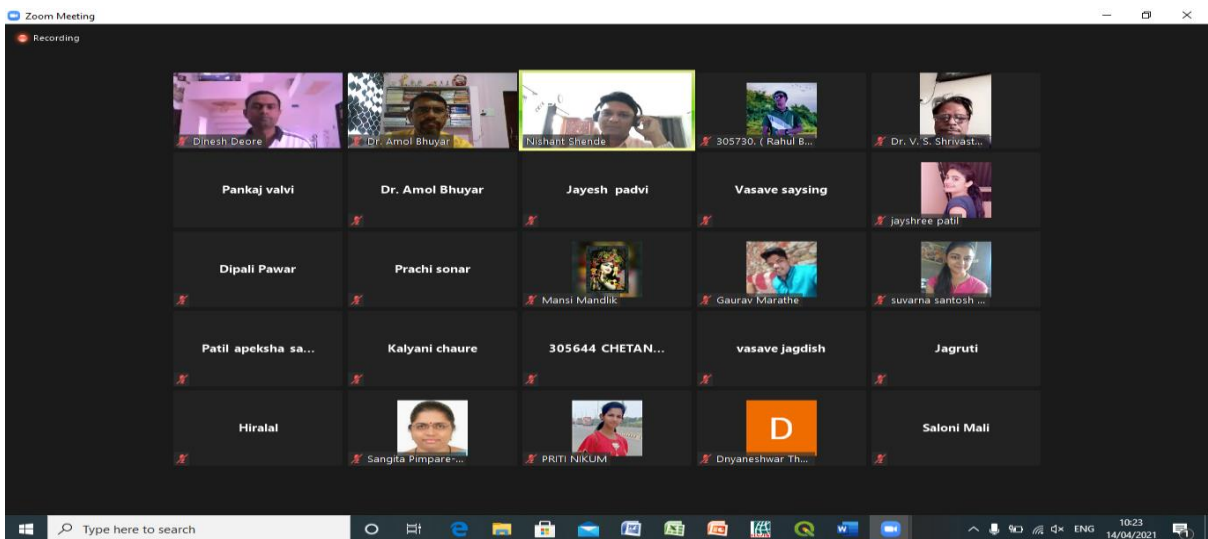 Zoom Meeting
Recording
Dinesh Deore
Dr. Amol Bhuyar
Nishant Shende
305730. ( Rahul B...
Dr. V. S. Shrivast...
Pankaj valvi
Dr. Amol Bhuyar
Jayesh padvi
Vasave saysing
jayshree patil
Dipali Pawar
Prachi sonar
Mansi Mandlik
Gaurav Marathe
suvarna santosh ...
Patil apeksha sa...
Kalyani chaure
305644 CHETAN...
vasave jagdish
Jagruti
Hiralal
Sangita Pimpare-...
PRITI NIKUM
D
Dnyaneshwar Th...
Saloni Mali
Type here to search
ENG
10:23
14/04/2021